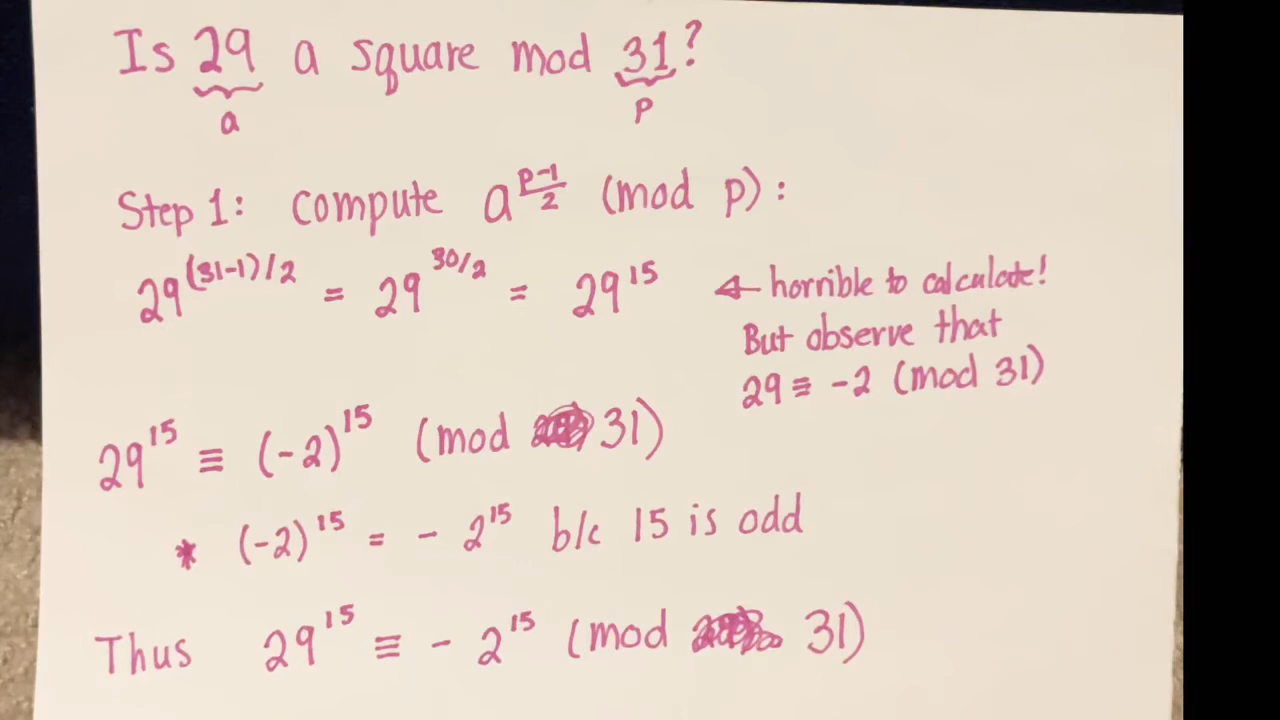 Is 29 a square mod 31?
a p
Step 1: compute a^(p-1)/2 (mod p):
29^(31-1)/2 = 29^30/2 = 29^15 ← horrible to calculate!
But observe that
29 ≡ -2 (mod 31)
29^15 ≡ (-2)^15 (mod 31)
* (-2)^15 = - 2^15 b/c 15 is odd
Thus 29^15 ≡ - 2^15 (mod 31)